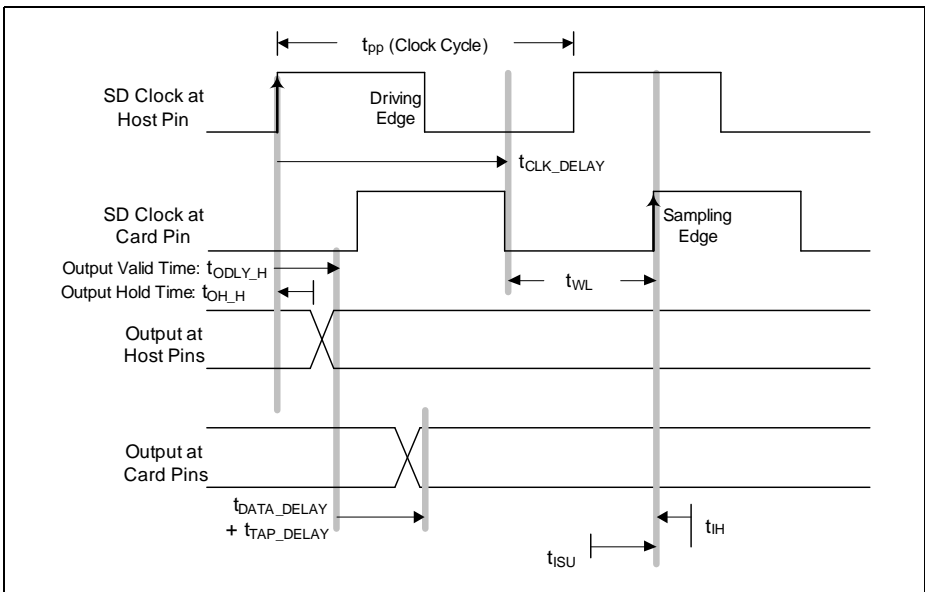 tpp (Clock Cycle)
SD Clock at
Host Pin
Driving
Edge
tCLK_DELAY
SD Clock at
Card Pin
Sampling
Edge
Output Valid Time: tODLY_H
Output Hold Time: tOH_H
tWL
Output at
Host Pins
Output at
Card Pins
tDATA_DELAY
+ tTAP_DELAY
tIH
tISU